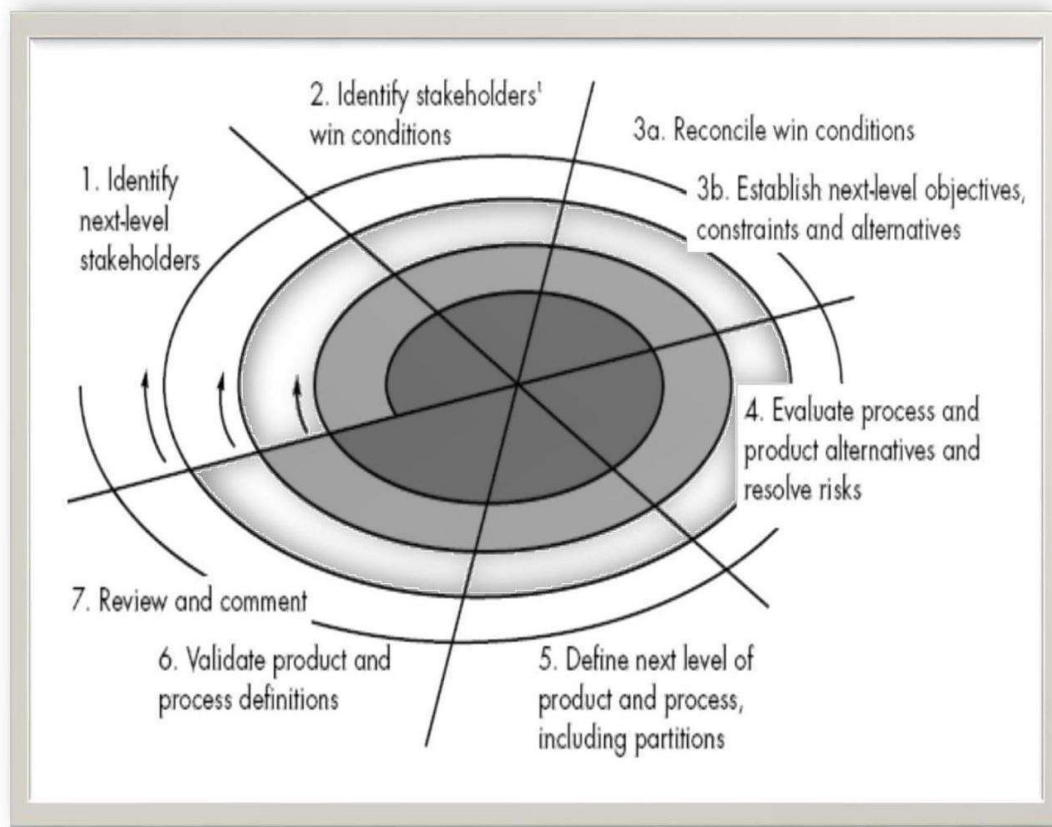 1. Identify
next-level
stakeholders
2. Identify stakeholders'
win conditions
3a. Reconcile win conditions
3b. Establish next-level objectives,
constraints and alternatives
4. Evaluate process and
product alternatives and
resolve risks
5. Define next level of
product and process,
including partitions
6. Validate product and
process definitions
7. Review and comment